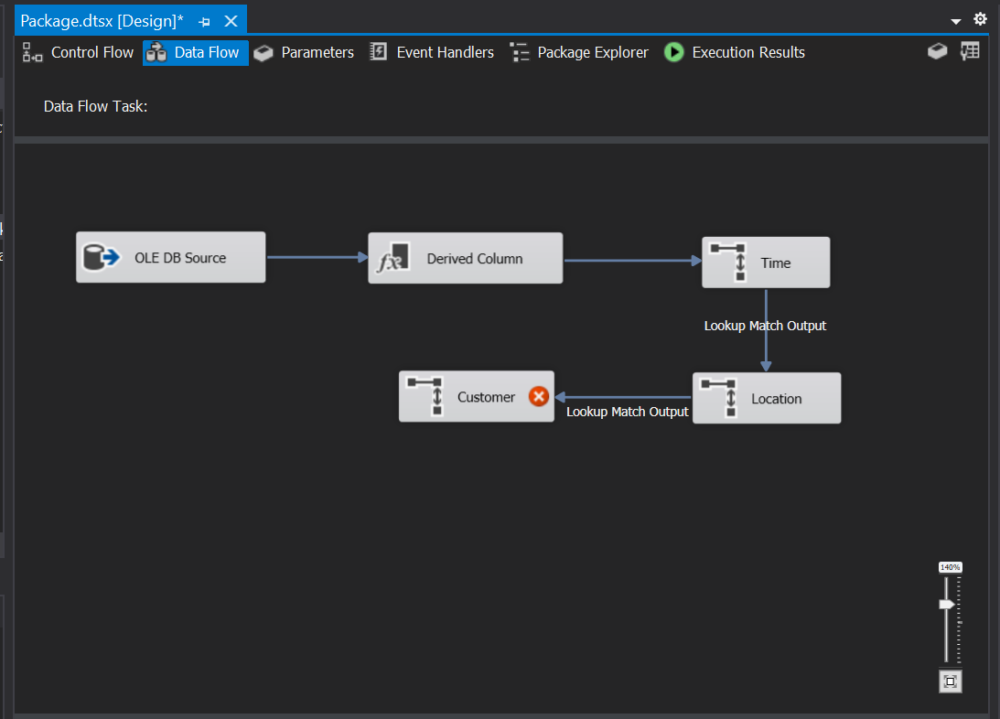 Package.dtsx [Design]*
Control Flow
Data Flow
Parameters
Event Handlers
Package Explorer
Execution Results
Data Flow Task:
OLE DB Source
Derived Column
Time
Lookup Match Output
Customer
Lookup Match Output
Location
140%